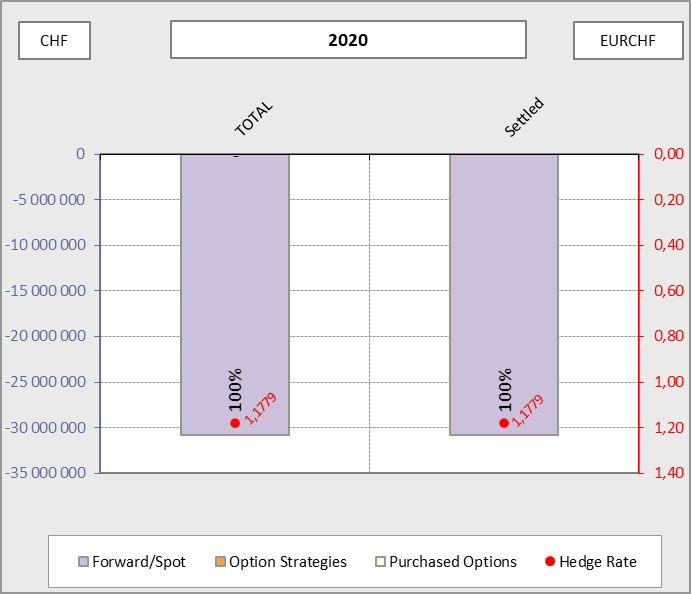 CHF 2020 EURCHF
TOTAL Settled
0 0,00
-5 000 000 0,20
-10 000 000 0,40
-15 000 000 0,60
-20 000 000 0,80
-25 000 000 1,00
100% 100%
1,1779 1,1779
-30 000 000 1,20
-35 000 000 1,40
Forward/Spot Option Strategies Purchased Options Hedge Rate